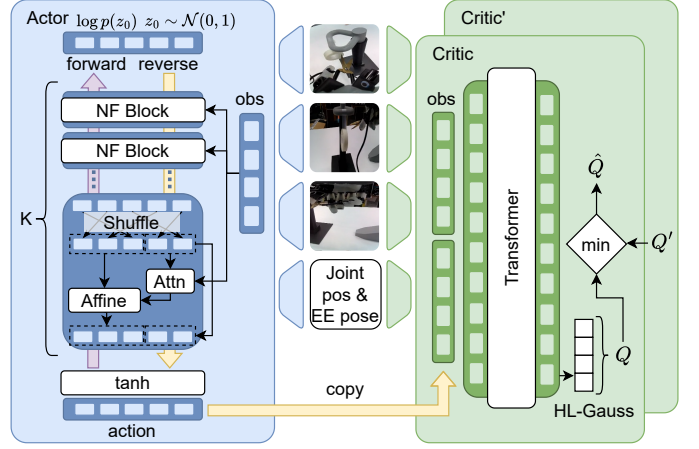 Actor log p(z₀) z₀ ∼ 𝒩(0, 1)
forward reverse
NF Block
NF Block
obs
K
Shuffle
Attn
Affine
tanh
action
copy
Joint
pos &
EE pose
Critic'
Critic
obs
Transformer
Q̂
min
Q′
Q
HL-Gauss